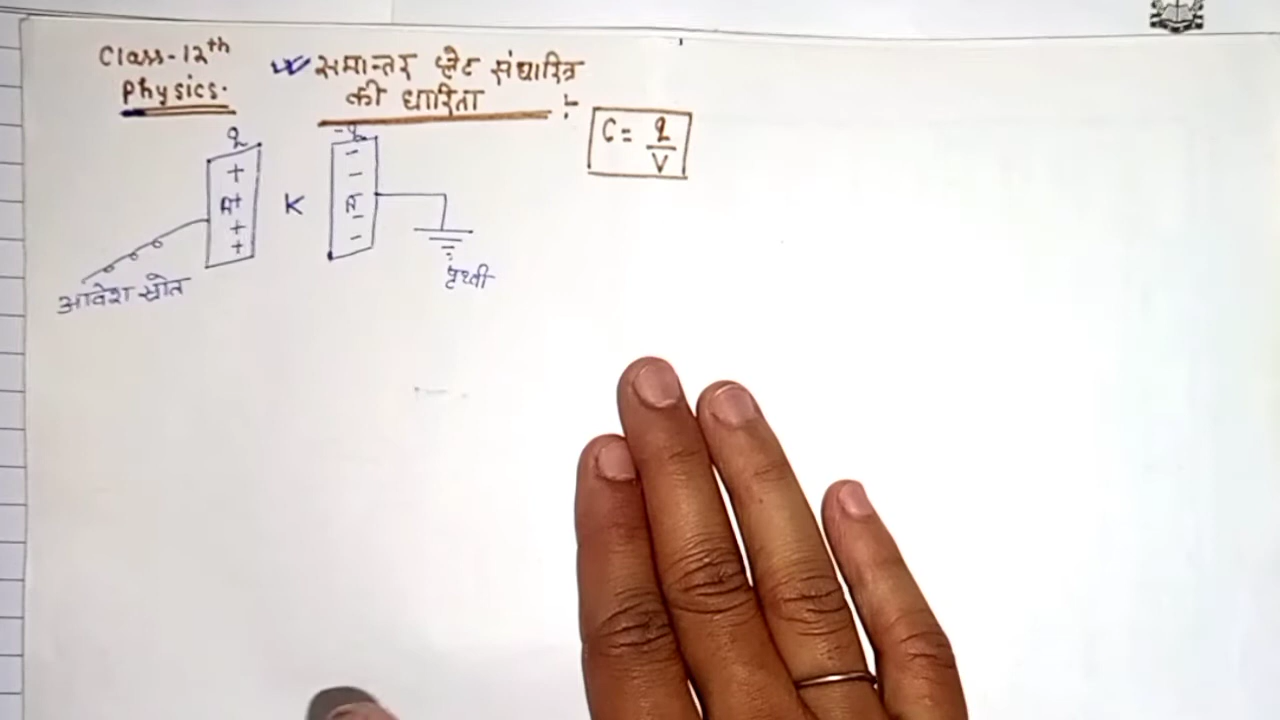 Class-12th
Physics.
समान्तर प्लेट संधारित्र
की धारिता :-
C = q/V
q
-q
+
+
A+
+
+
K
-
-
A
-
-
आवेश स्रोत
पृथ्वी